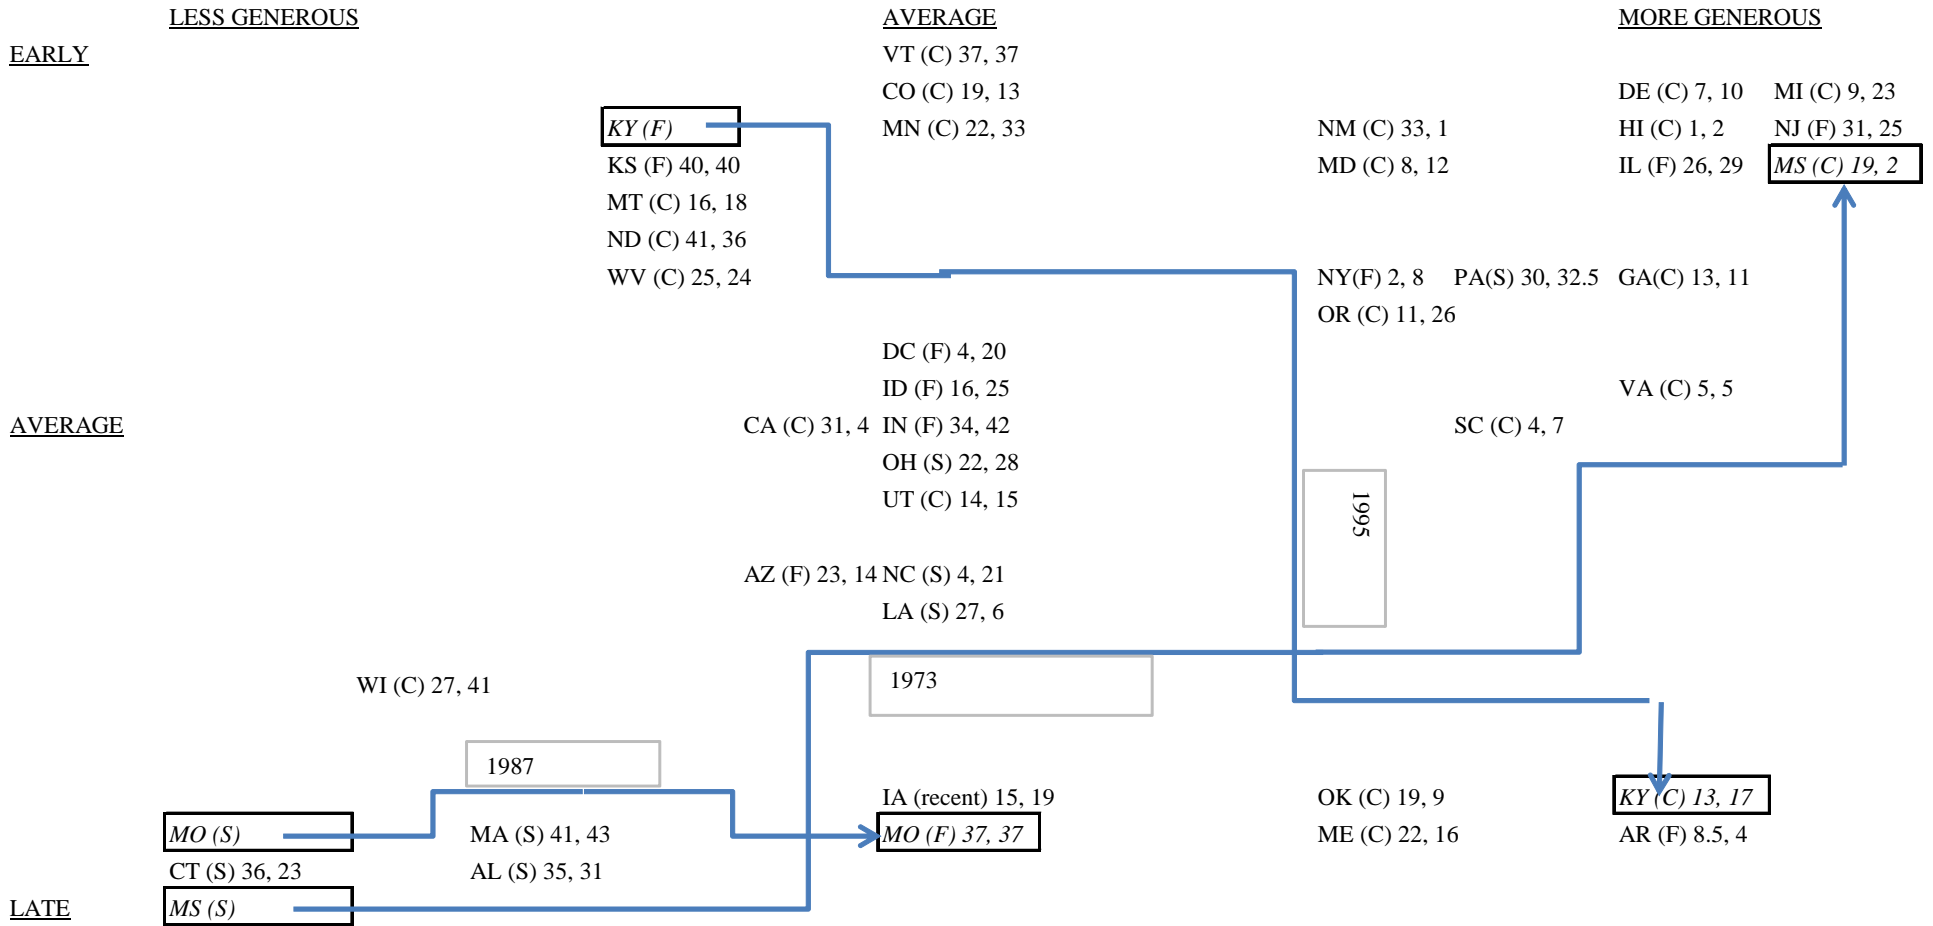 LESS GENEROUS AVERAGE MORE GENEROUS
EARLY VT (C) 37, 37
CO (C) 19, 13 DE (C) 7, 10 MI (C) 9, 23
KY (F) MN (C) 22, 33 NM (C) 33, 1 HI (C) 1, 2 NJ (F) 31, 25
KS (F) 40, 40 MD (C) 8, 12 IL (F) 26, 29 MS (C) 19, 2
MT (C) 16, 18
ND (C) 41, 36
WV (C) 25, 24 NY(F) 2, 8 PA(S) 30, 32.5 GA(C) 13, 11
OR (C) 11, 26
DC (F) 4, 20
ID (F) 16, 25 VA (C) 5, 5
AVERAGE CA (C) 31, 4 IN (F) 34, 42 SC (C) 4, 7
OH (S) 22, 28
UT (C) 14, 15
1995
AZ (F) 23, 14 NC (S) 4, 21
LA (S) 27, 6
WI (C) 27, 41 1973
1987
IA (recent) 15, 19 OK (C) 19, 9 KY (C) 13, 17
MO (S) MA (S) 41, 43 MO (F) 37, 37 ME (C) 22, 16 AR (F) 8.5, 4
CT (S) 36, 23 AL (S) 35, 31
LATE MS (S)